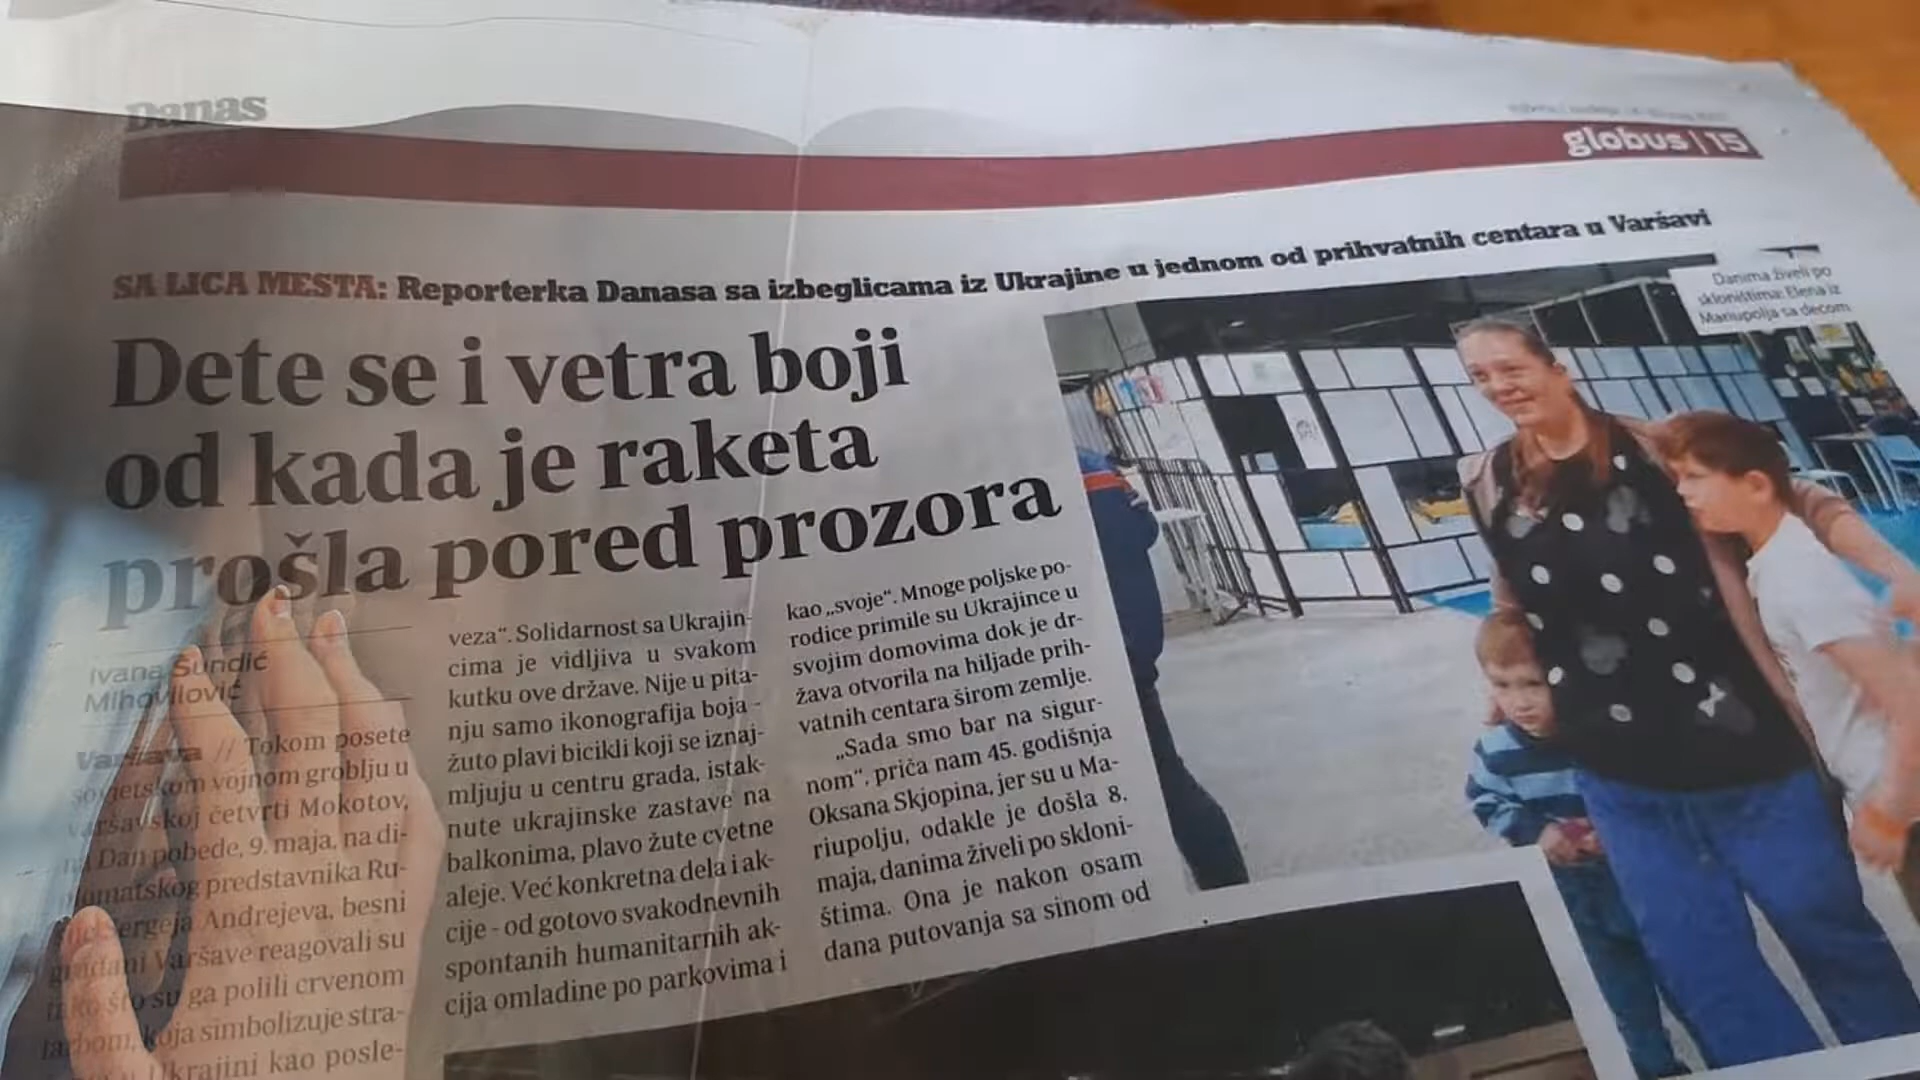 Danas
globus | 15
SA LICA MESTA: Reporterka Danasa sa izbeglicama iz Ukrajine u jednom od prihvatnih centara u Varšavi
Danima živeli po
skloništima: Elena iz
Mariupolja sa decom
Dete se i vetra boji
od kada je raketa
prošla pored prozora
Ivana Sundić
Mihovilović
Varšava // Tokom posete
sovjetskom vojnom groblju u
varšavskoj četvrti Mokotov,
na Dan pobede, 9. maja, na di-
plomatskog predstavnika Ru-
Sergeja Andrejeva, besni
građani Varšave reagovali su
tako što su ga polili crvenom
farbom, koja simbolizuje stra-
Ukrajini kao posle-
veza“. Solidarnost sa Ukrajin-
cima je vidljiva u svakom
kutku ove države. Nije u pita-
nju samo ikonografija boja -
žuto plavi bicikli koji se iznaj-
mljuju u centru grada, istak-
nute ukrajinske zastave na
balkonima, plavo žute cvetne
aleje. Već konkretna dela i ak-
cije - od gotovo svakodnevnih
spontanih humanitarnih ak-
cija omladine po parkovima i
kao „svoje“. Mnoge poljske po-
rodice primile su Ukrajince u
svojim domovima dok je dr-
žava otvorila na hiljade prih-
vatnih centara širom zemlje.
„Sada smo bar na sigur-
nom“, priča nam 45. godišnja
Oksana Skjopina, jer su u Ma-
riupolju, odakle je došla 8.
maja, danima živeli po skloni-
štima. Ona je nakon osam
dana putovanja sa sinom od